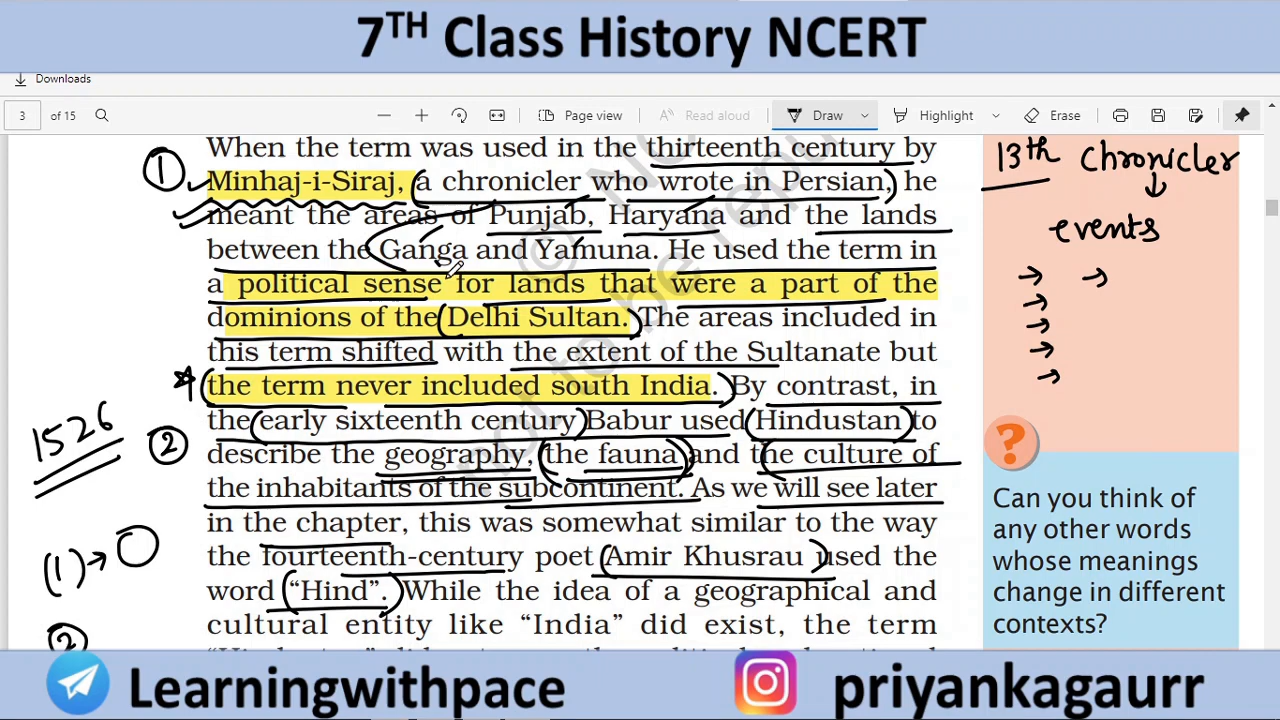 7TH Class History NCERT
Downloads
3 of 15
Page view
Read aloud
Draw
Highlight
Erase
When the term was used in the thirteenth century by
Minhaj-i-Siraj, a chronicler who wrote in Persian, he
meant the areas of Punjab, Haryana and the lands
between the Ganga and Yamuna. He used the term in
a political sense for lands that were a part of the
dominions of the Delhi Sultan. The areas included in
this term shifted with the extent of the Sultanate but
the term never included south India. By contrast, in
the early sixteenth century Babur used Hindustan to
describe the geography, the fauna and the culture of
the inhabitants of the subcontinent. As we will see later
in the chapter, this was somewhat similar to the way
the fourteenth-century poet Amir Khusrau used the
word “Hind”. While the idea of a geographical and
cultural entity like “India” did exist, the term
1
2
1526
(1)→
2
13th Chronicler
events
?
Can you think of
any other words
whose meanings
change in different
contexts?
Learningwithpace
priyankagaurr